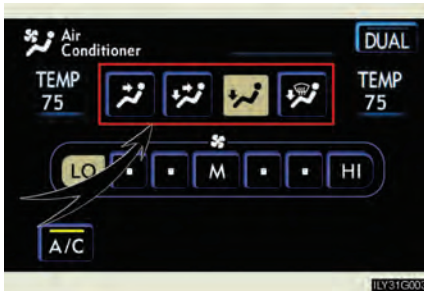 Air
Conditioner
DUAL
TEMP
75
TEMP
75
LO
M
HI
A/C
ILY31G003